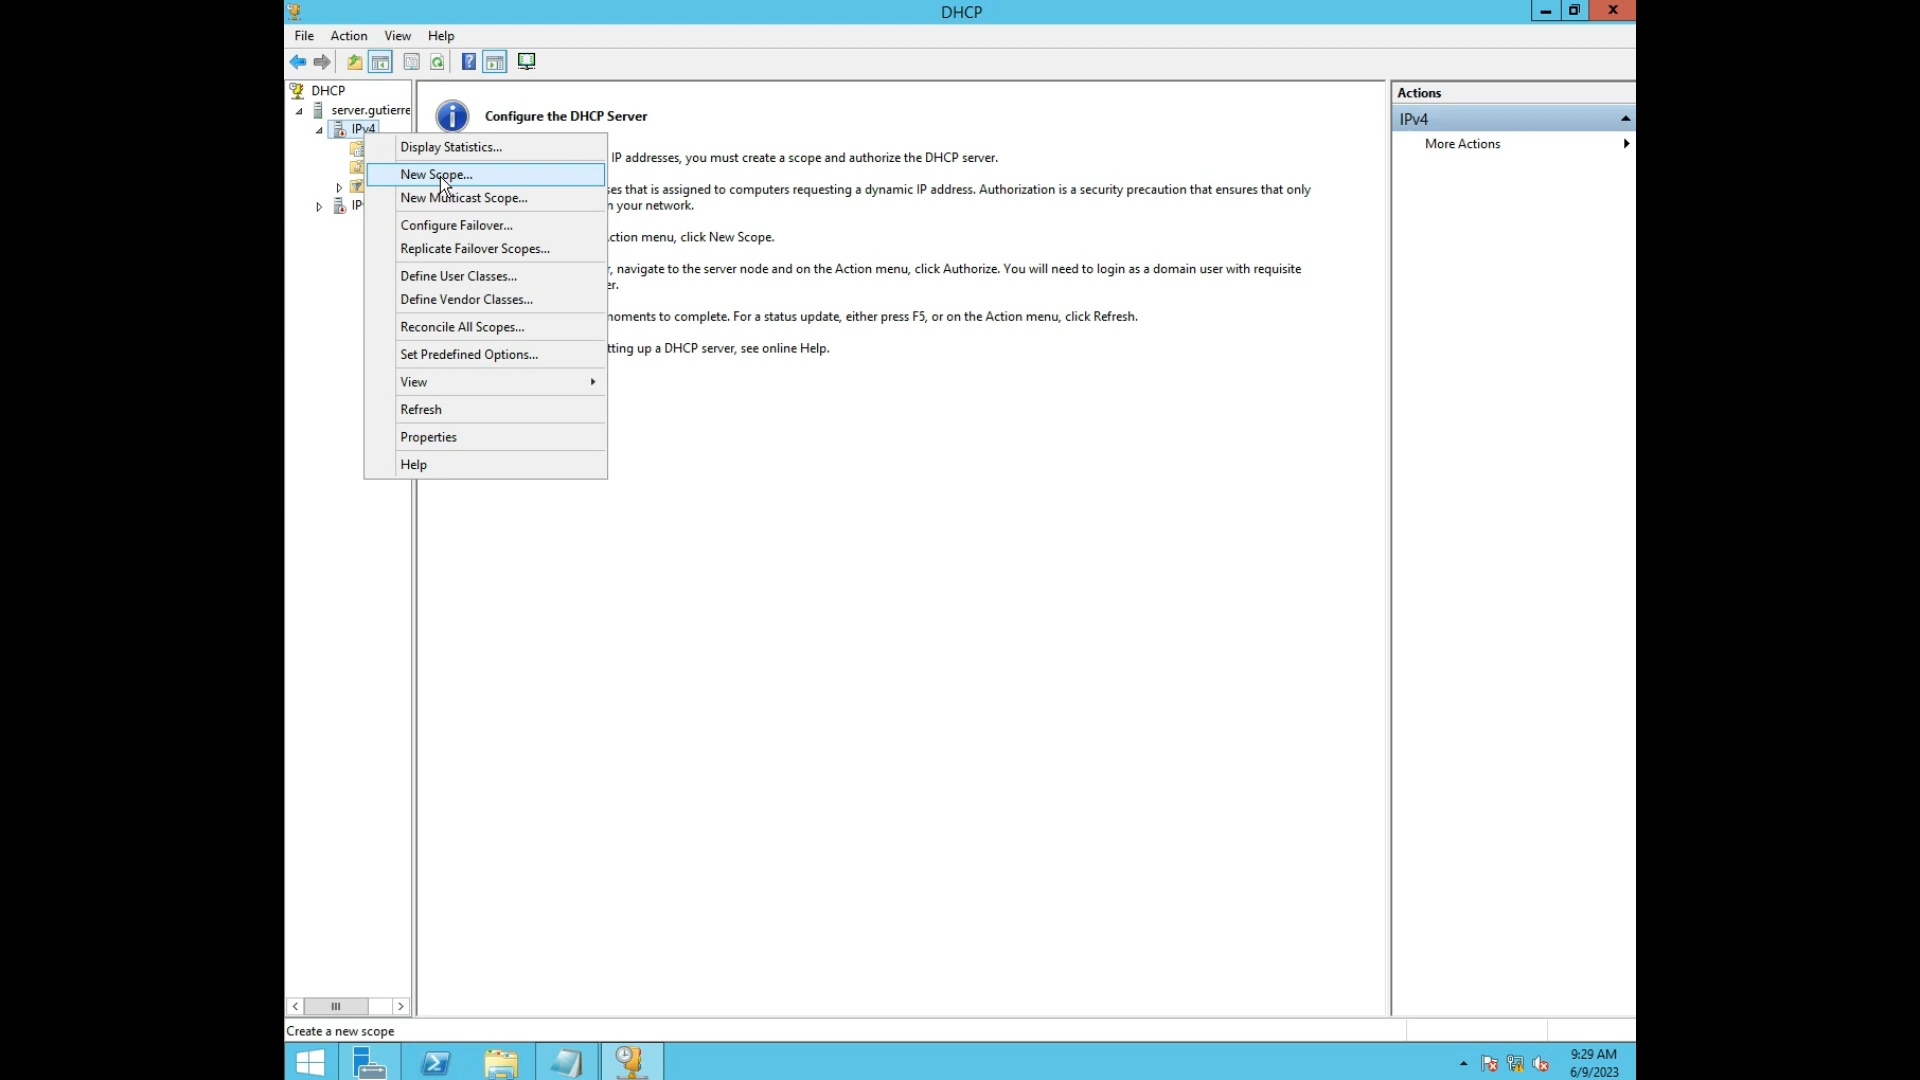 DHCP
File Action View Help
DHCP
server.gutierre
IPv4
Configure the DHCP Server
IP addresses, you must create a scope and authorize the DHCP server.
that is assigned to computers requesting a dynamic IP address. Authorization is a security precaution that ensures that only
your network.
click New Scope.
navigate to the server node and on the Action menu, click Authorize. You will need to login as a domain user with requisite
to complete. For a status update, either press F5, or on the Action menu, click Refresh.
up a DHCP server, see online Help.
Display Statistics...
New Scope...
New Multicast Scope...
Configure Failover...
Replicate Failover Scopes...
Define User Classes...
Define Vendor Classes...
Reconcile All Scopes...
Set Predefined Options...
View
Refresh
Properties
Help
Actions
IPv4
More Actions
Create a new scope
9:29 AM
6/9/2023